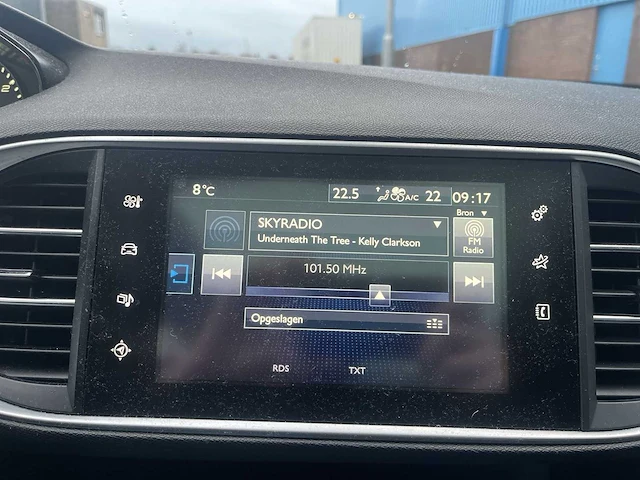 8°C
22.5 A/C 22 09:17
Bron
SKYRADIO
Underneath The Tree - Kelly Clarkson
FM
Radio
101.50 MHz
Opgeslagen
RDS TXT
2